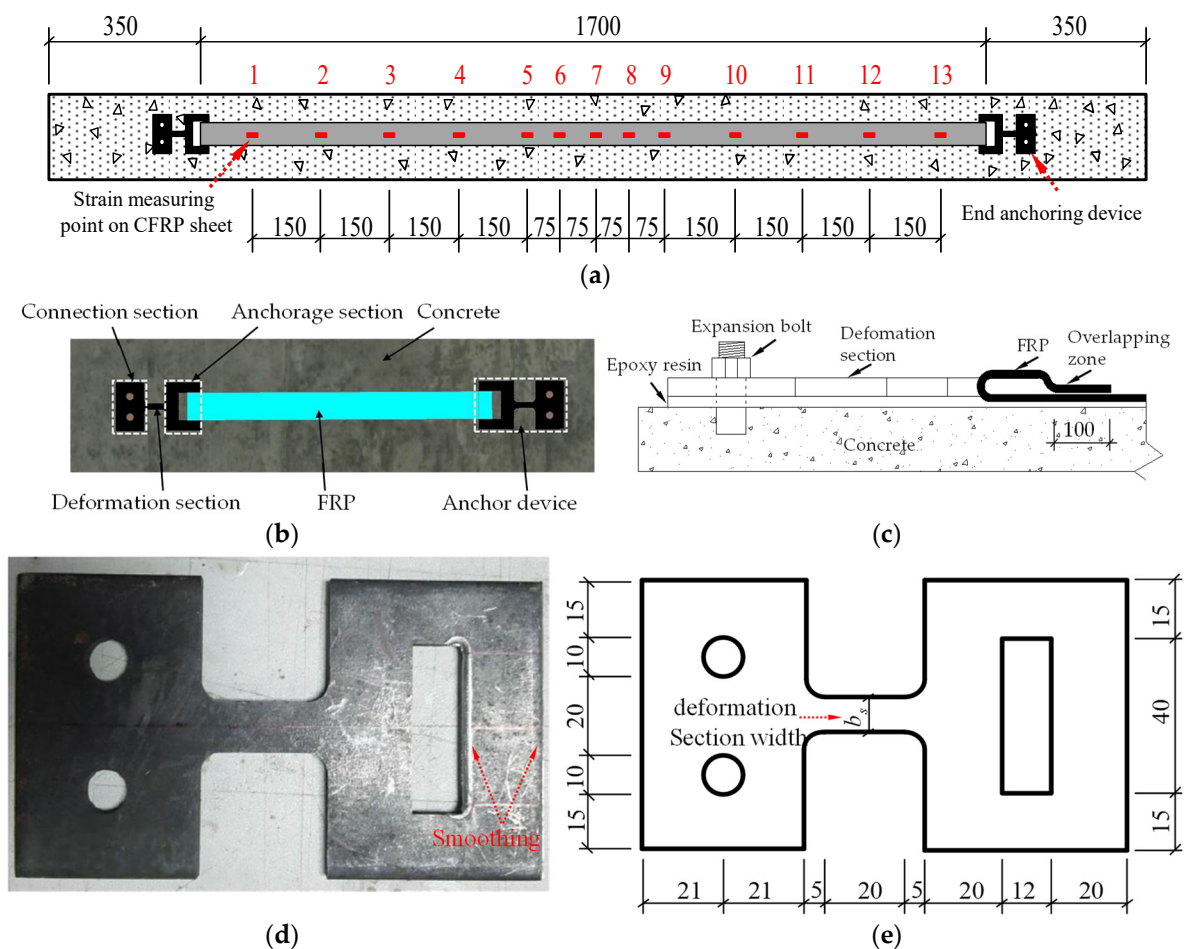 350 1700 350
1 2 3 4 5 6 7 8 9 10 11 12 13
Strain measuring
point on CFRP sheet
End anchoring device
150 150 150 150 75 75 75 75 150 150 150 150
(a)
Connection section
Anchorage section
Concrete
Deformation section
FRP
Anchor device
(b)
Expansion bolt
Defomation
section
FRP
Overlapping
zone
Epoxy resin
Concrete
100
(c)
Smoothing
(d)
15
10
20
10
15
deformation
Section width
bs
15
40
15
21 21 5 20 5 20 12 20
(e)